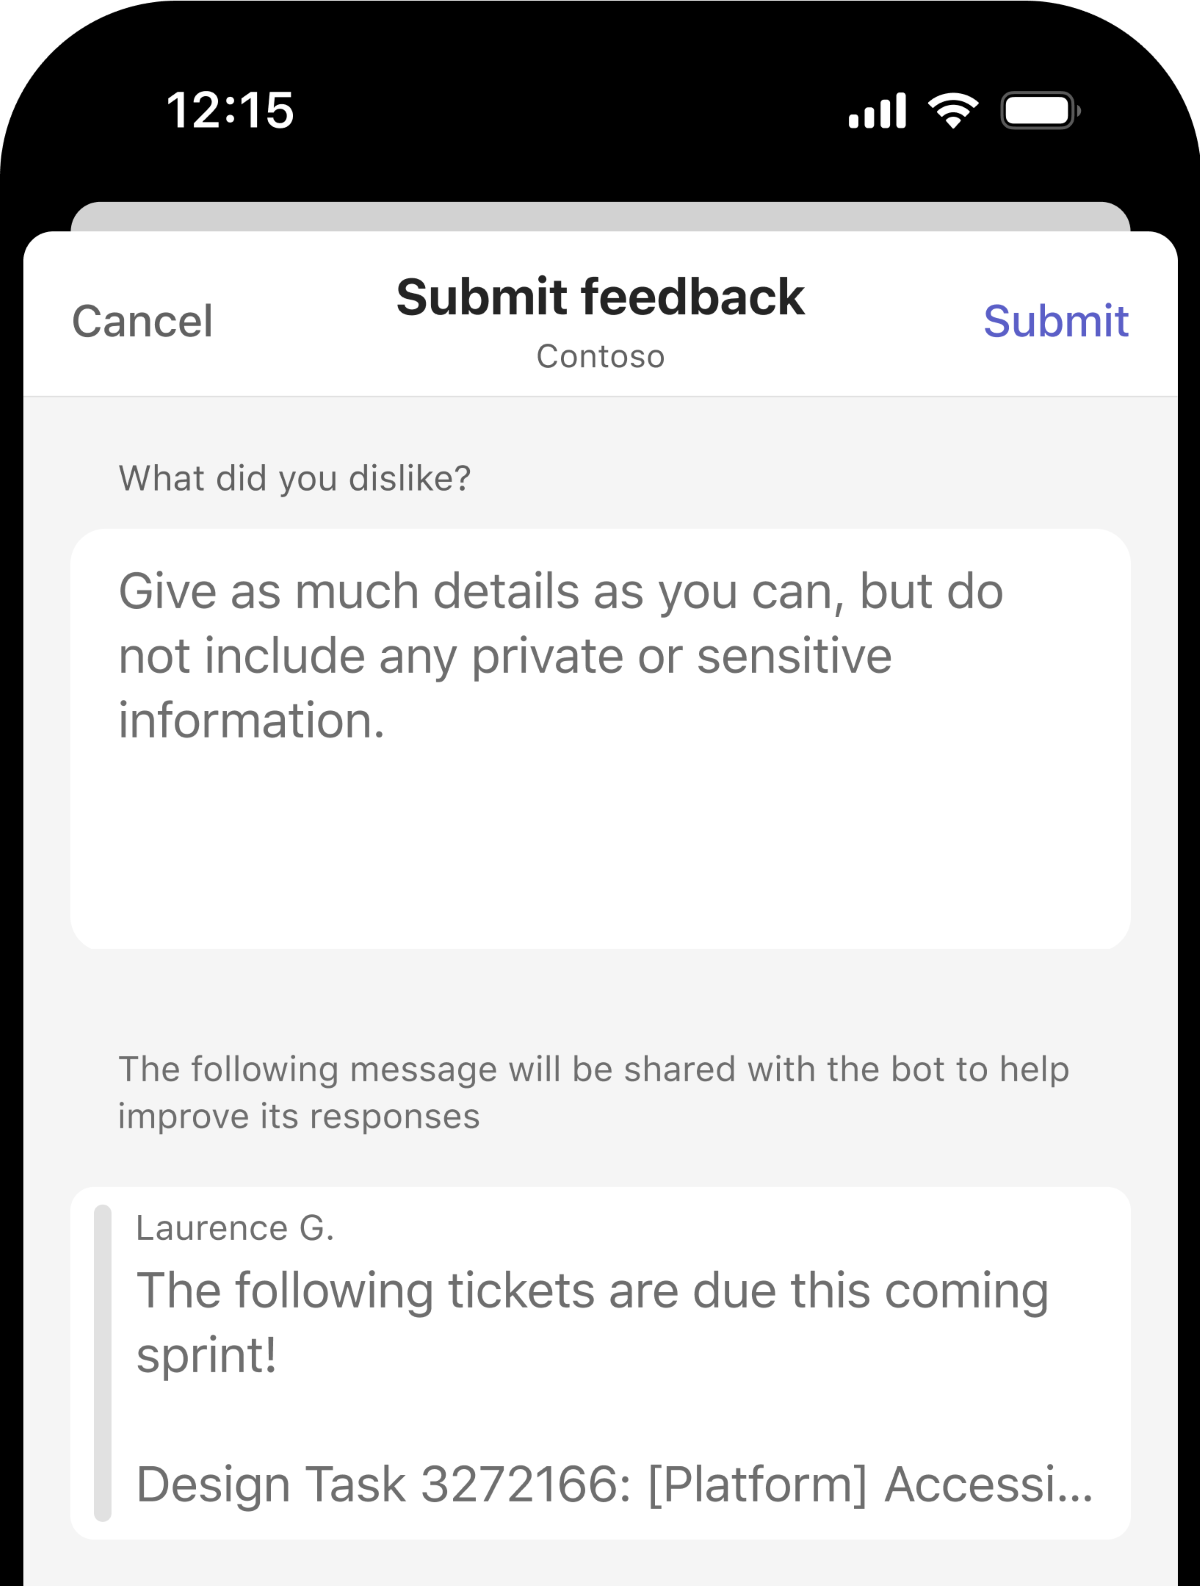 12:15
Cancel
Submit feedback
Submit
Contoso
What did you dislike?
Give as much details as you can, but do
not include any private or sensitive
information.
The following message will be shared with the bot to help
improve its responses
Laurence G.
The following tickets are due this coming
sprint!
Design Task 3272166: [Platform] Accessi...